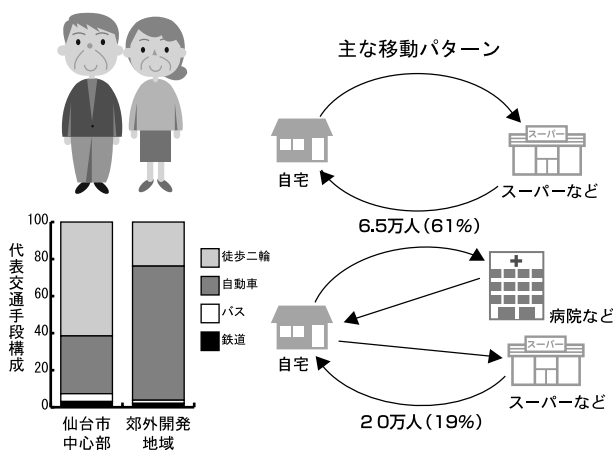 主な移動パターン
スーパー
自宅
スーパーなど
6.5万人（61%）
病院など
自宅
スーパー
スーパーなど
2 0万人（19%）
代表交通手段構成
100
80
60
40
20
0
徒歩二輪
自動車
バス
鉄道
仙台市
中心部
郊外開発
地域